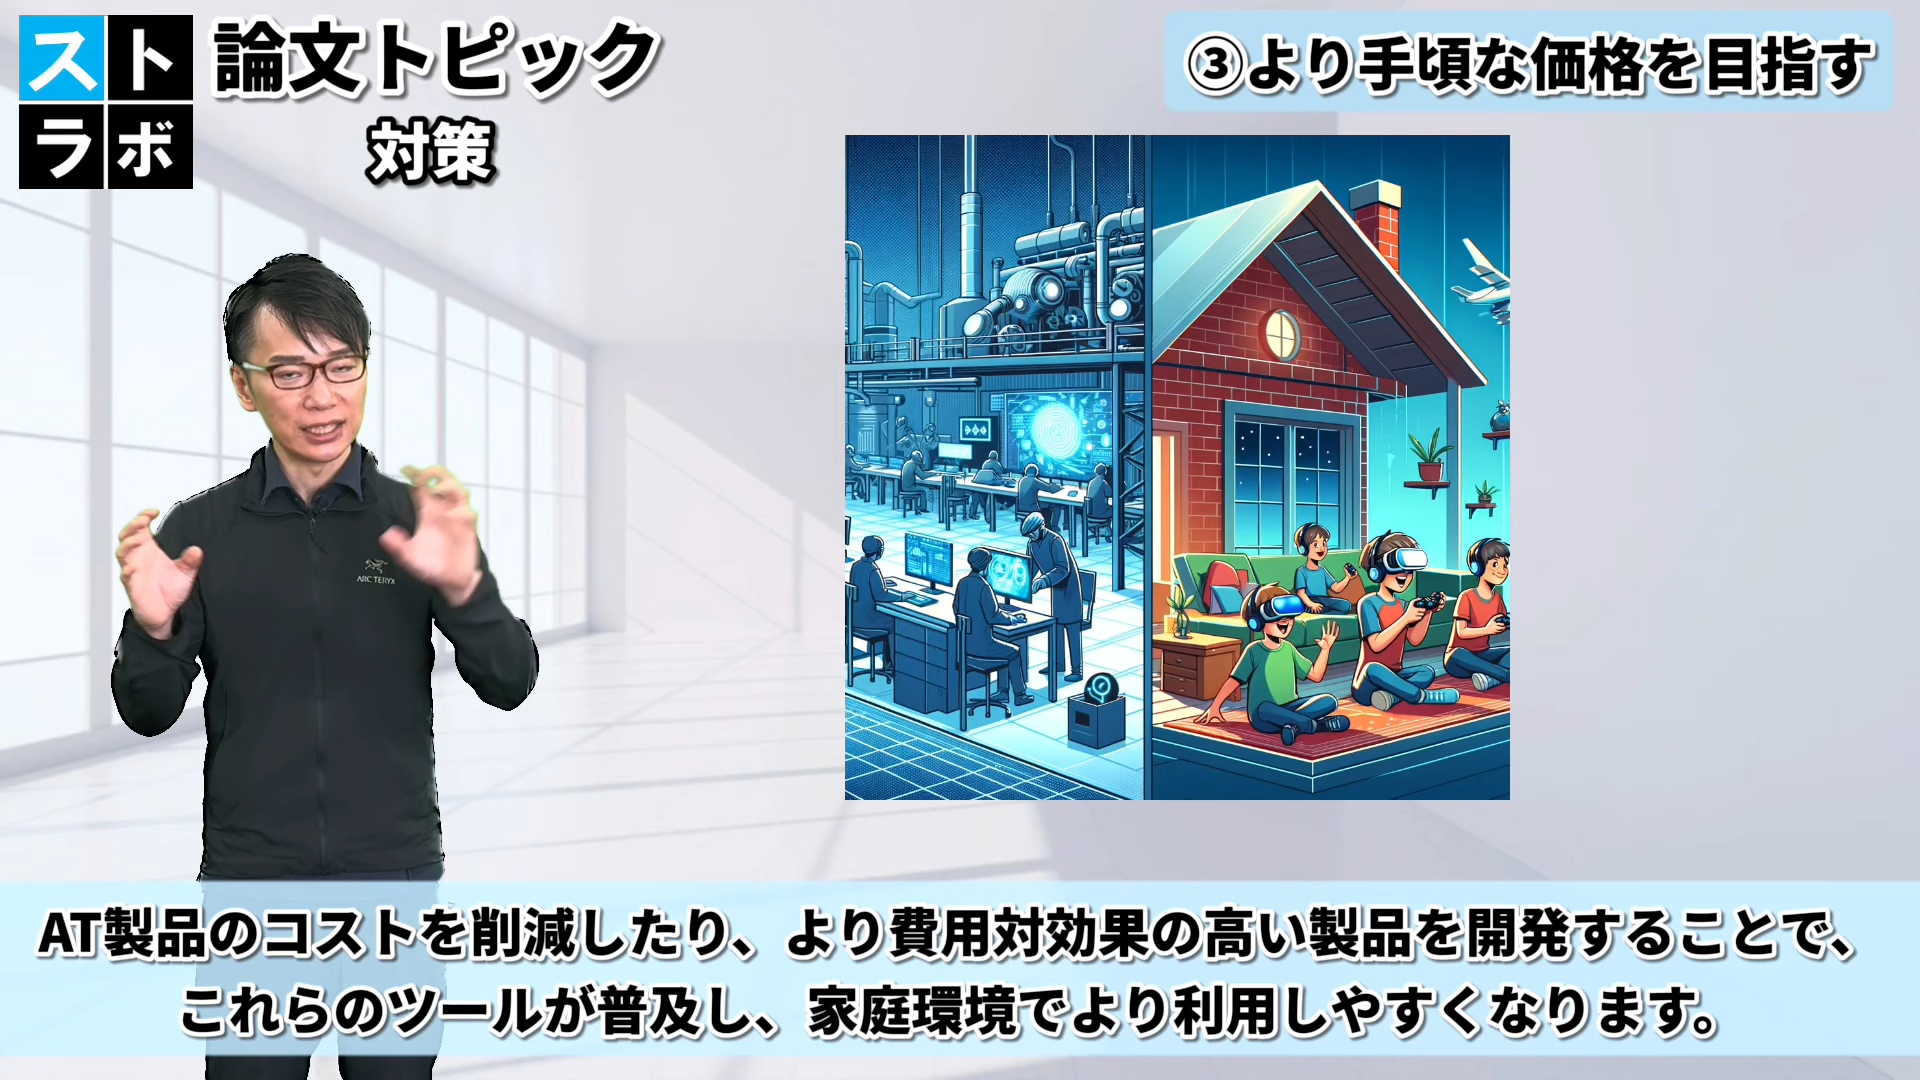 スト
ラボ
論文トピック
対策
③より手頃な価格を目指す
ARC'TERYX
AT製品のコストを削減したり、より費用対効果の高い製品を開発することで、
これらのツールが普及し、家庭環境でより利用しやすくなります。